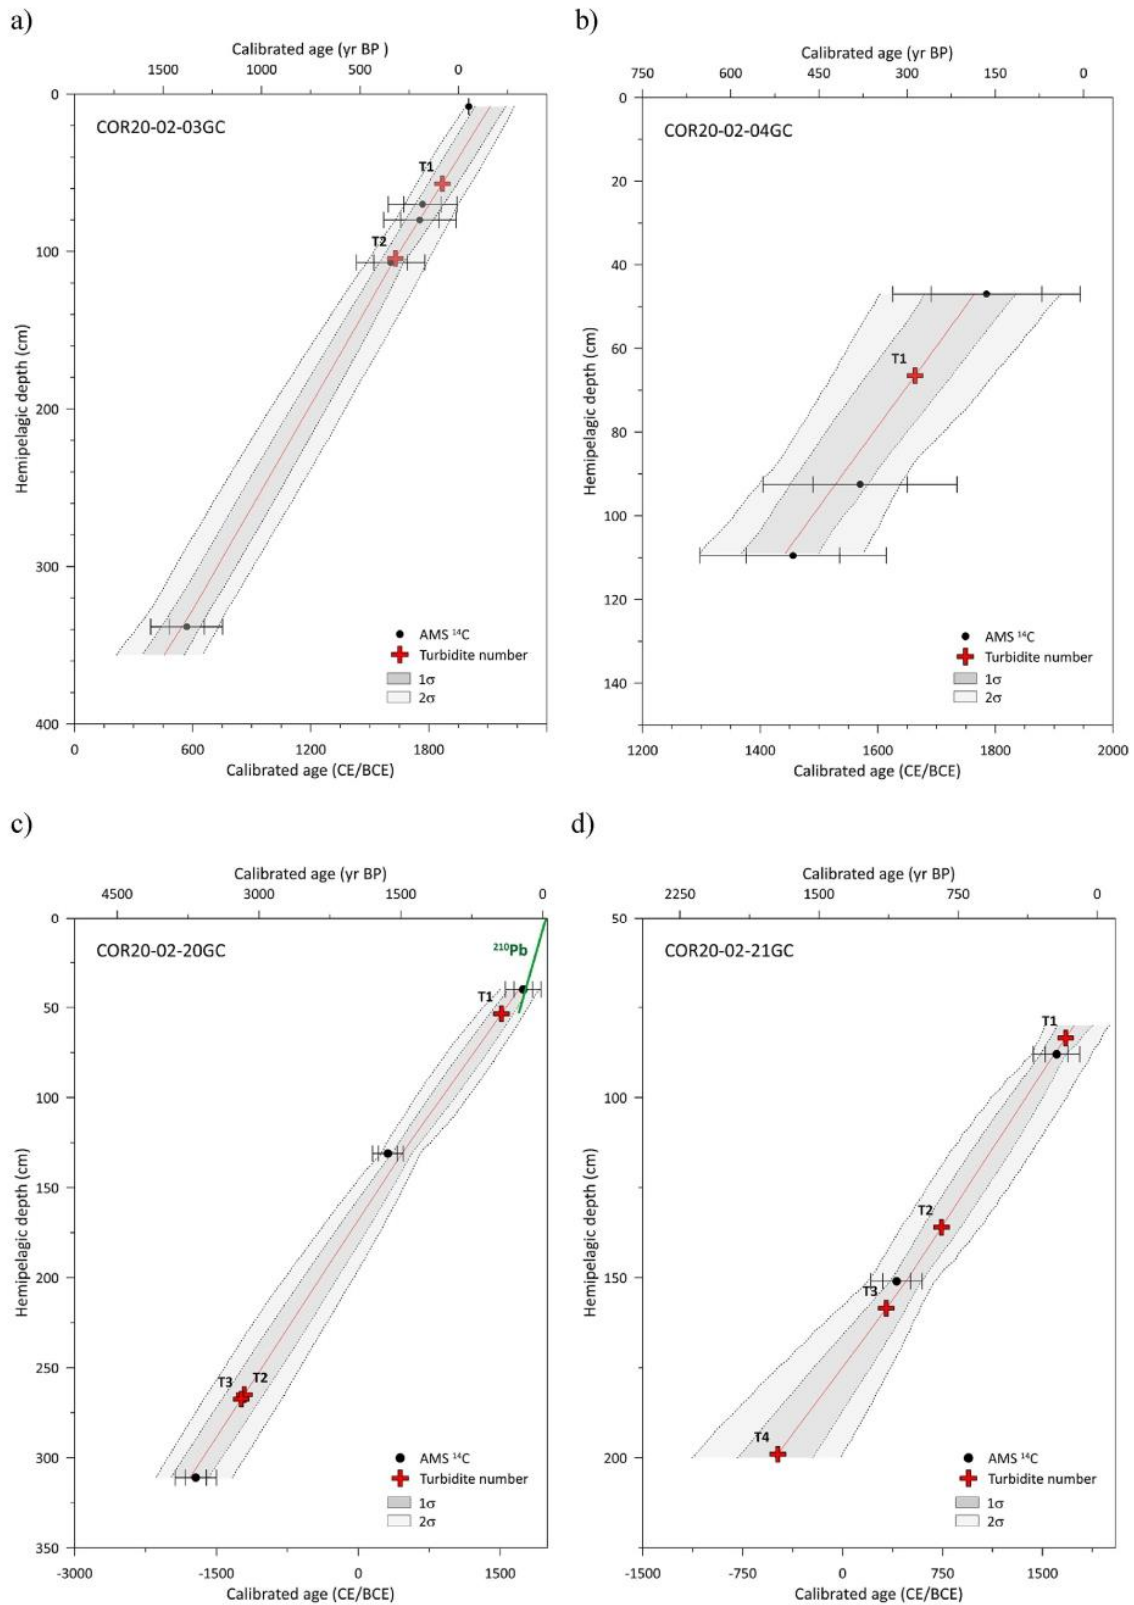 a)
Calibrated age (yr BP )
1500 1000 500 0
COR20-02-03GC
T1
T2
0
100
200
300
400
Hemipelagic depth (cm)
AMS ¹⁴C
Turbidite number
1σ
2σ
0 600 1200 1800
Calibrated age (CE/BCE)
b)
Calibrated age (yr BP)
750 600 450 300 150 0
COR20-02-04GC
T1
0
20
40
60
80
100
120
140
Hemipelagic depth (cm)
AMS ¹⁴C
Turbidite number
1σ
2σ
1200 1400 1600 1800 2000
Calibrated age (CE/BCE)
c)
Calibrated age (yr BP)
4500 3000 1500 0
COR20-02-20GC
²¹⁰Pb
T1
T3 T2
0
50
100
150
200
250
300
350
Hemipelagic depth (cm)
AMS ¹⁴C
Turbidite number
1σ
2σ
-3000 -1500 0 1500
Calibrated age (CE/BCE)
d)
Calibrated age (yr BP)
2250 1500 750 0
COR20-02-21GC
T1
T2
T3
T4
50
100
150
200
Hemipelagic depth (cm)
AMS ¹⁴C
Turbidite number
1σ
2σ
-1500 -750 0 750 1500
Calibrated age (CE/BCE)